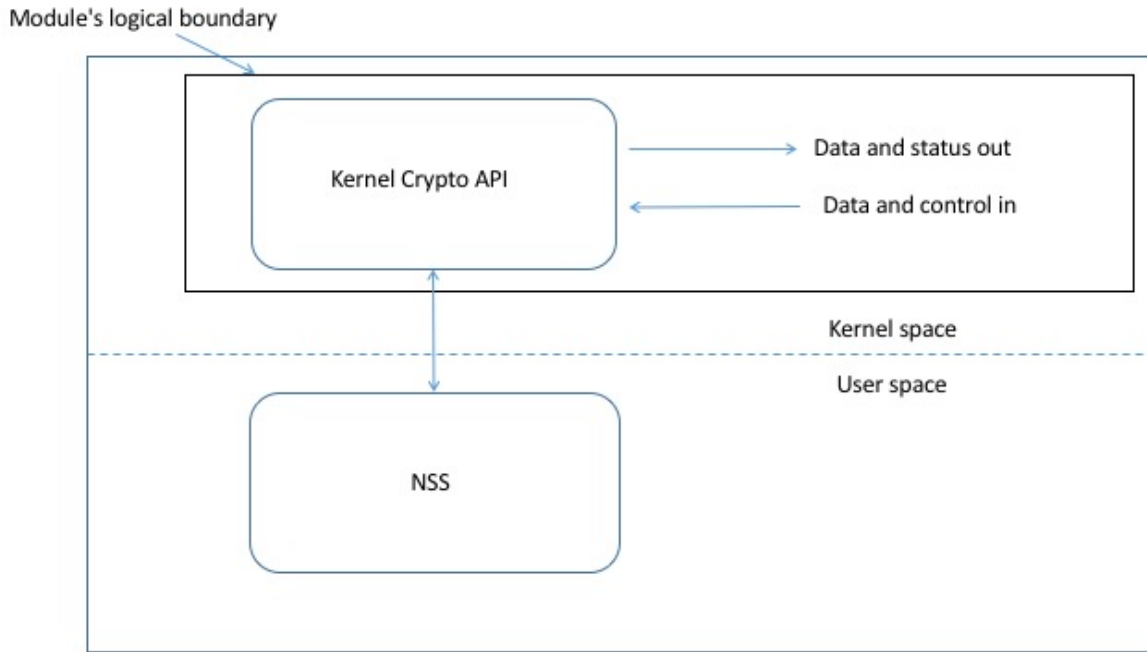 Module's logical boundary
Kernel Crypto API
Data and status out
Data and control in
Kernel space
User space
NSS